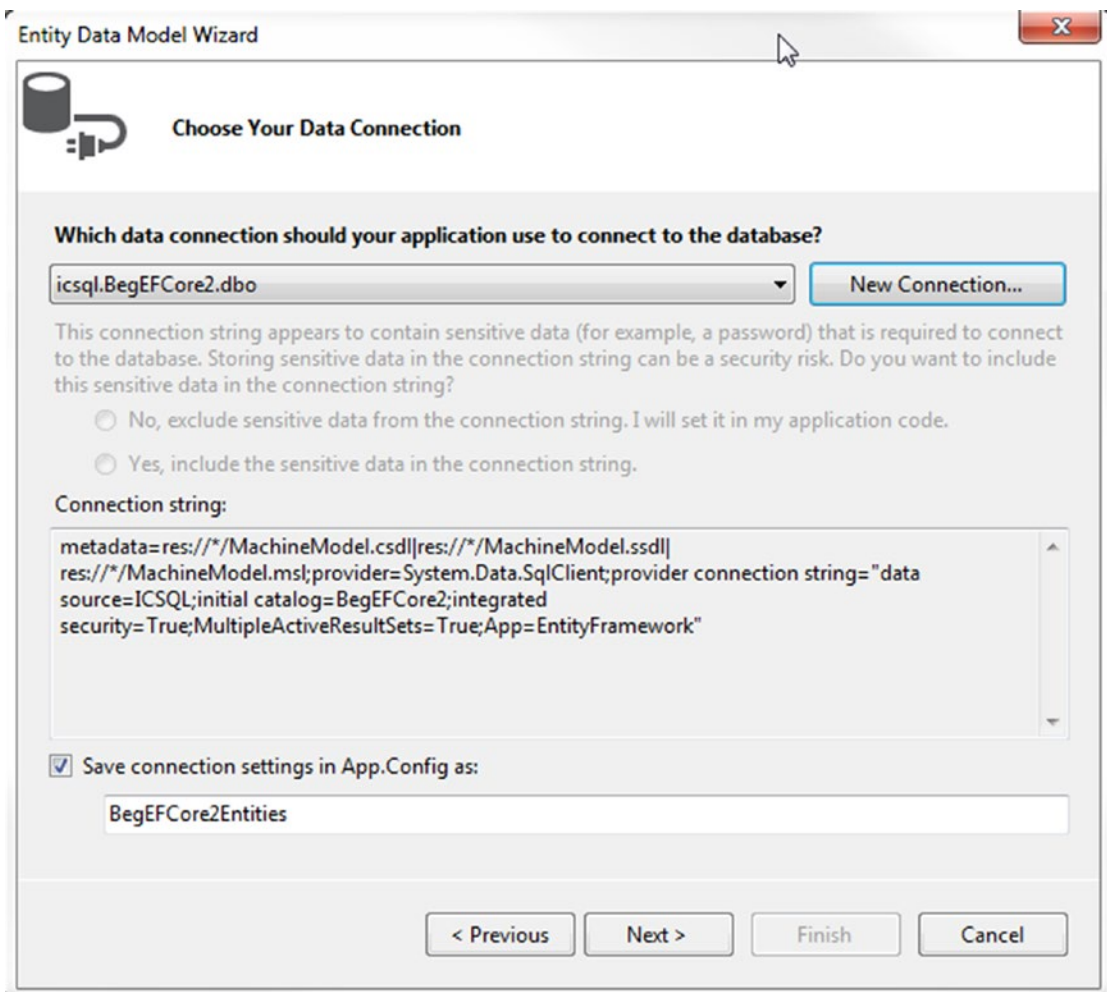 Entity Data Model Wizard
Choose Your Data Connection
Which data connection should your application use to connect to the database?
icsql.BegEFCore2.dbo
New Connection...
This connection string appears to contain sensitive data (for example, a password) that is required to connect
to the database. Storing sensitive data in the connection string can be a security risk. Do you want to include
this sensitive data in the connection string?
No, exclude sensitive data from the connection string. I will set it in my application code.
Yes, include the sensitive data in the connection string.
Connection string:
metadata=res://*/MachineModel.csdl|res://*/MachineModel.ssdl|
res://*/MachineModel.msl;provider=System.Data.SqlClient;provider connection string="data
source=ICSQL;initial catalog=BegEFCore2;integrated
security=True;MultipleActiveResultSets=True;App=EntityFramework"
Save connection settings in App.Config as:
BegEFCore2Entities
< Previous
Next >
Finish
Cancel